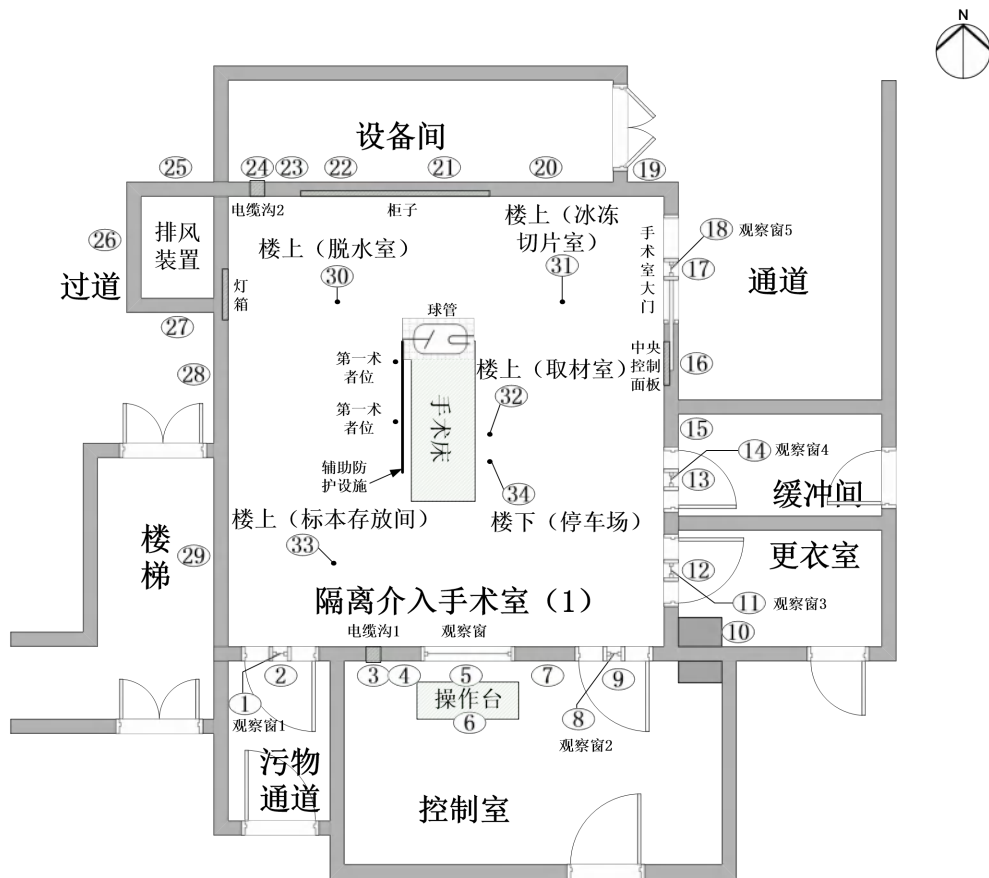 N
设备间
25
24
23
22
21
20
19
电缆沟2
柜子
26
排风
装置
过道
27
28
灯
箱
楼上（脱水室）
30
楼上（冰冻
切片室）
31
手
术
室
大
门
18
观察窗5
17
通道
球管
第一术
者位
第一术
者位
辅助防
护设施
手术床
楼上（取材室）
32
34
楼下（停车场）
中央
控制
面板
16
15
14
观察窗4
13
缓冲间
楼上（标本存放间）
33
楼
梯
29
隔离介入手术室（1）
12
更衣室
11
观察窗3
10
电缆沟1
观察窗
1
2
3
4
5
7
9
观察窗1
操作台
6
8
观察窗2
污物
通道
控制室